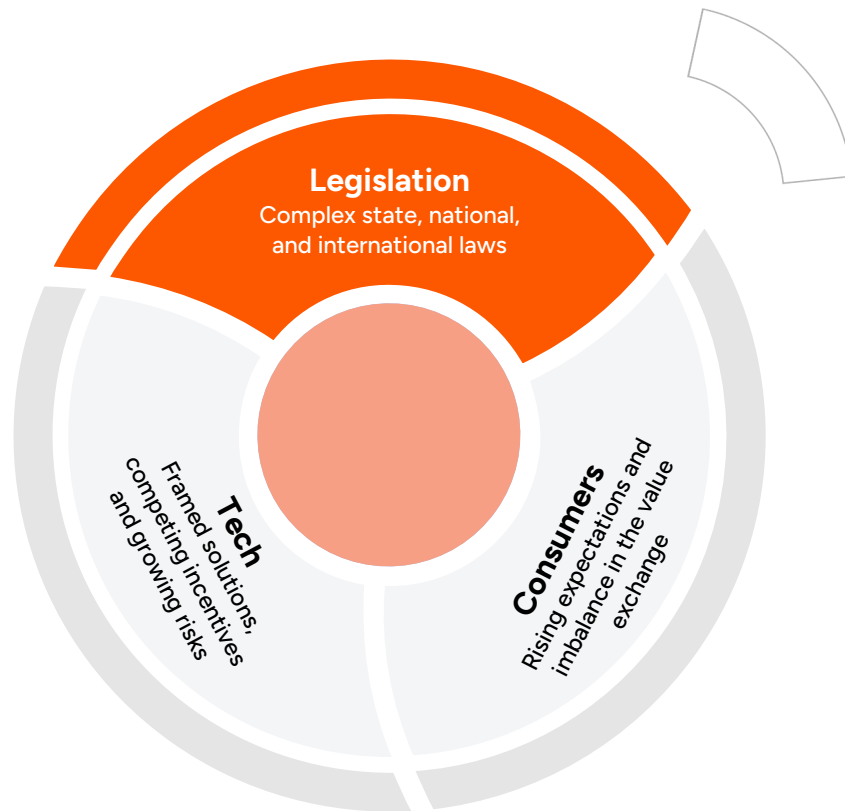 Legislation
Complex state, national,
and international laws
Tech
Framed solutions,
competing incentives
and growing risks
Consumers
Rising expectations and
imbalance in the value
exchange